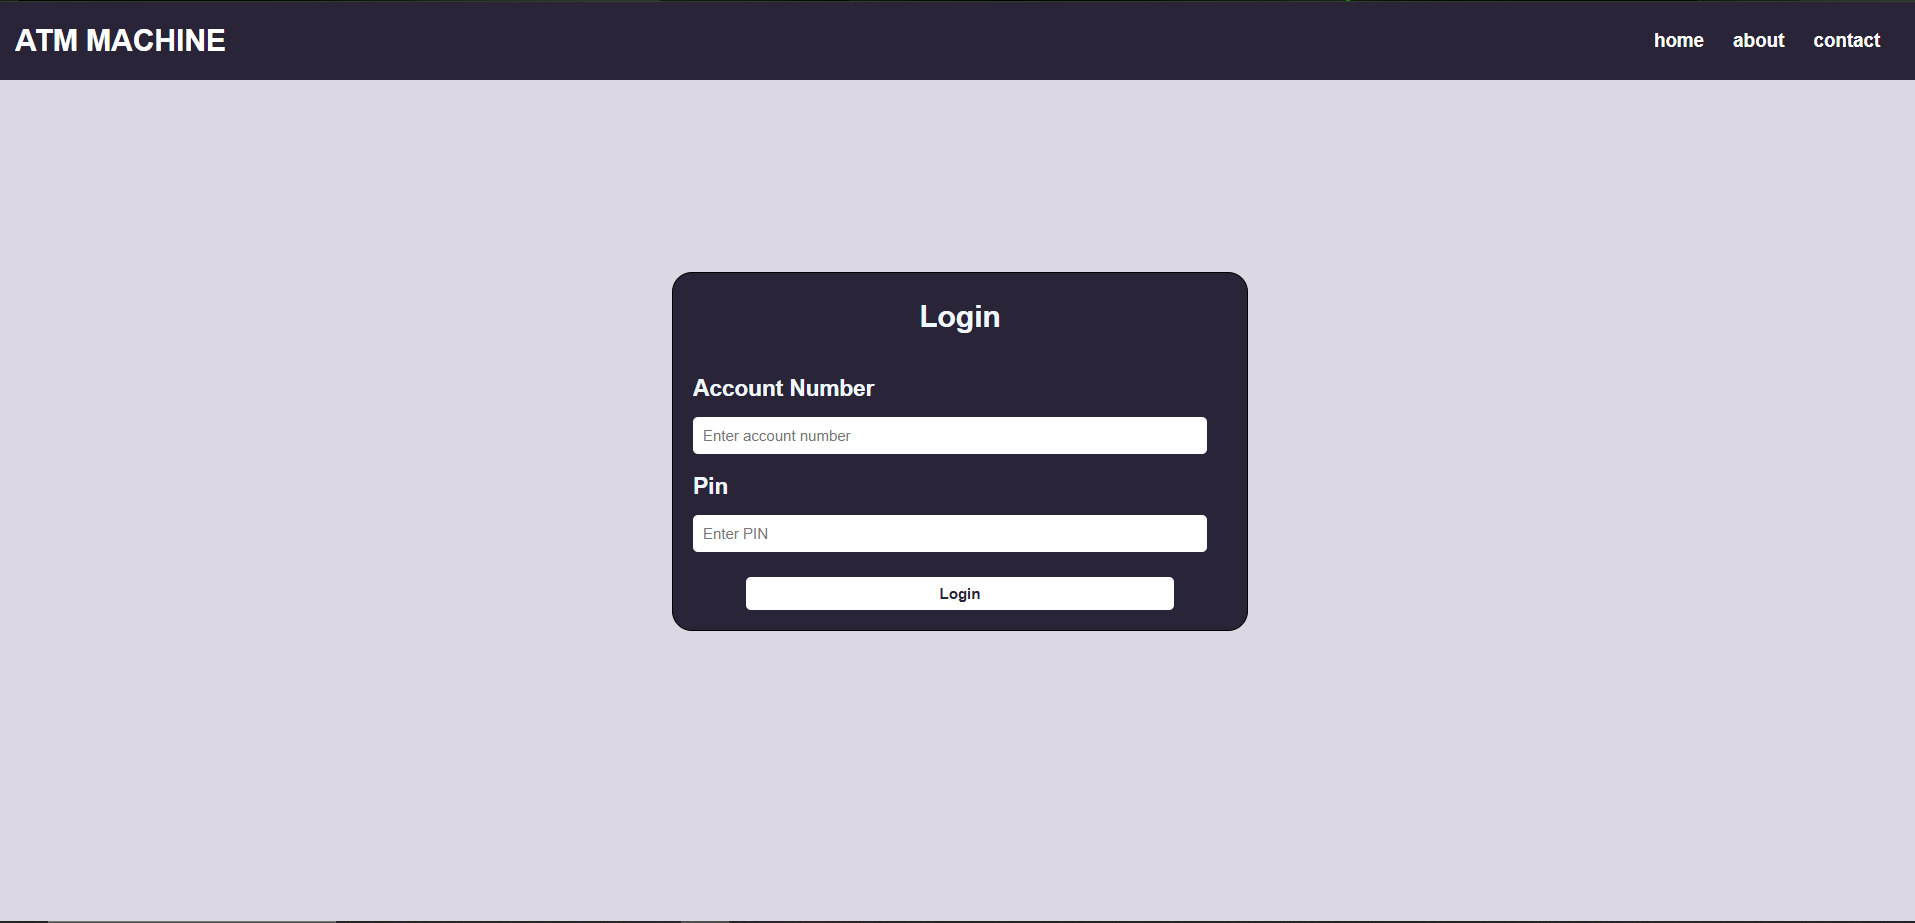 ATM MACHINE
home about contact
Login
Account Number
Enter account number
Pin
Enter PIN
Login